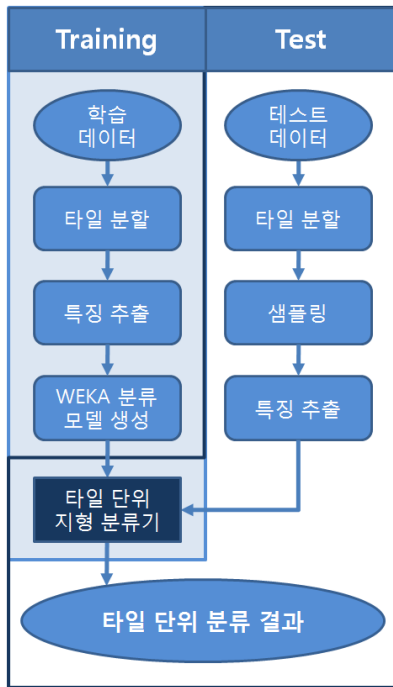 Training
Test
학습
데이터
타일 분할
특징 추출
WEKA 분류
모델 생성
타일 단위
지형 분류기
테스트
데이터
타일 분할
샘플링
특징 추출
타일 단위 분류 결과